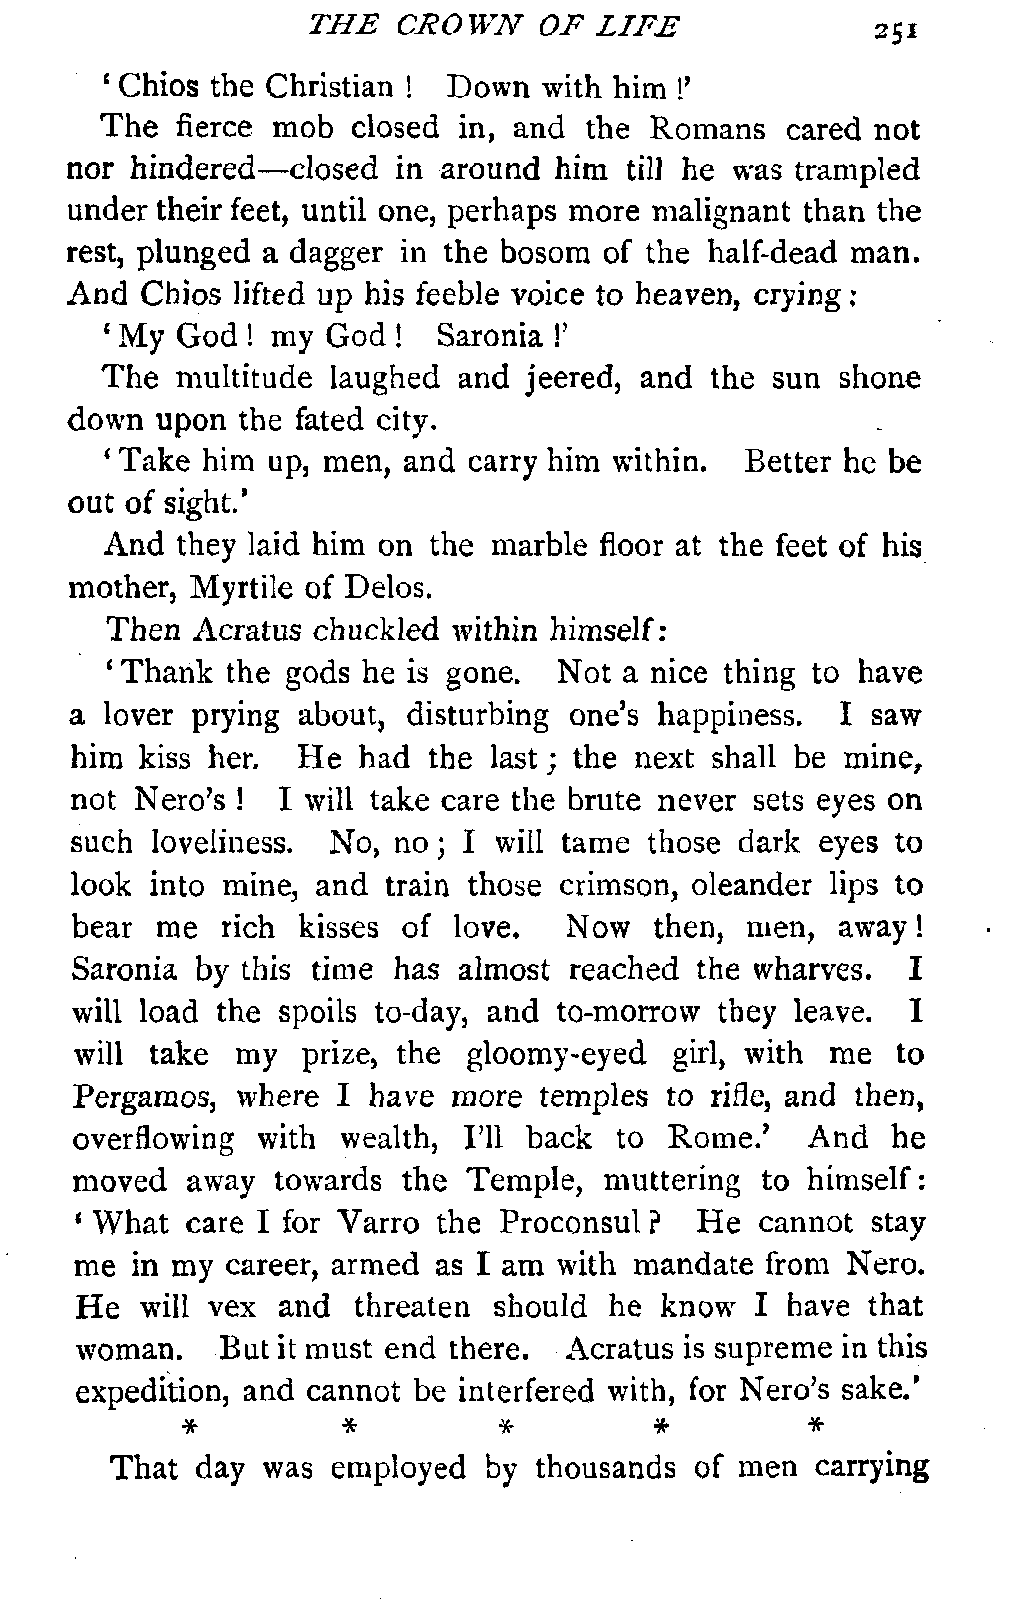 THE CROWN OF LIFE 251
‘Chios the Christian ! Down with him !’
The fierce mob closed in, and the Romans cared not
nor hindered—closed in around him till he was trampled
under their feet, until one, perhaps more malignant than the
rest, plunged a dagger in the bosom of the half-dead man.
And Chios lifted up his feeble voice to heaven, crying :
‘My God ! my God ! Saronia !’
The multitude laughed and jeered, and the sun shone
down upon the fated city.
‘Take him up, men, and carry him within. Better he be
out of sight.’
And they laid him on the marble floor at the feet of his
mother, Myrtile of Delos.
Then Acratus chuckled within himself :
‘Thank the gods he is gone. Not a nice thing to have
a lover prying about, disturbing one's happiness. I saw
him kiss her. He had the last ; the next shall be mine,
not Nero's ! I will take care the brute never sets eyes on
such loveliness. No, no ; I will tame those dark eyes to
look into mine, and train those crimson, oleander lips to
bear me rich kisses of love. Now then, men, away !
Saronia by this time has almost reached the wharves. I
will load the spoils to-day, and to-morrow they leave. I
will take my prize, the gloomy-eyed girl, with me to
Pergamos, where I have more temples to rifle, and then,
overflowing with wealth, I'll back to Rome.’ And he
moved away towards the Temple, muttering to himself :
‘What care I for Varro the Proconsul ? He cannot stay
me in my career, armed as I am with mandate from Nero.
He will vex and threaten should he know I have that
woman. But it must end there. Acratus is supreme in this
expedition, and cannot be interfered with, for Nero's sake.’
* * * * *
That day was employed by thousands of men carrying